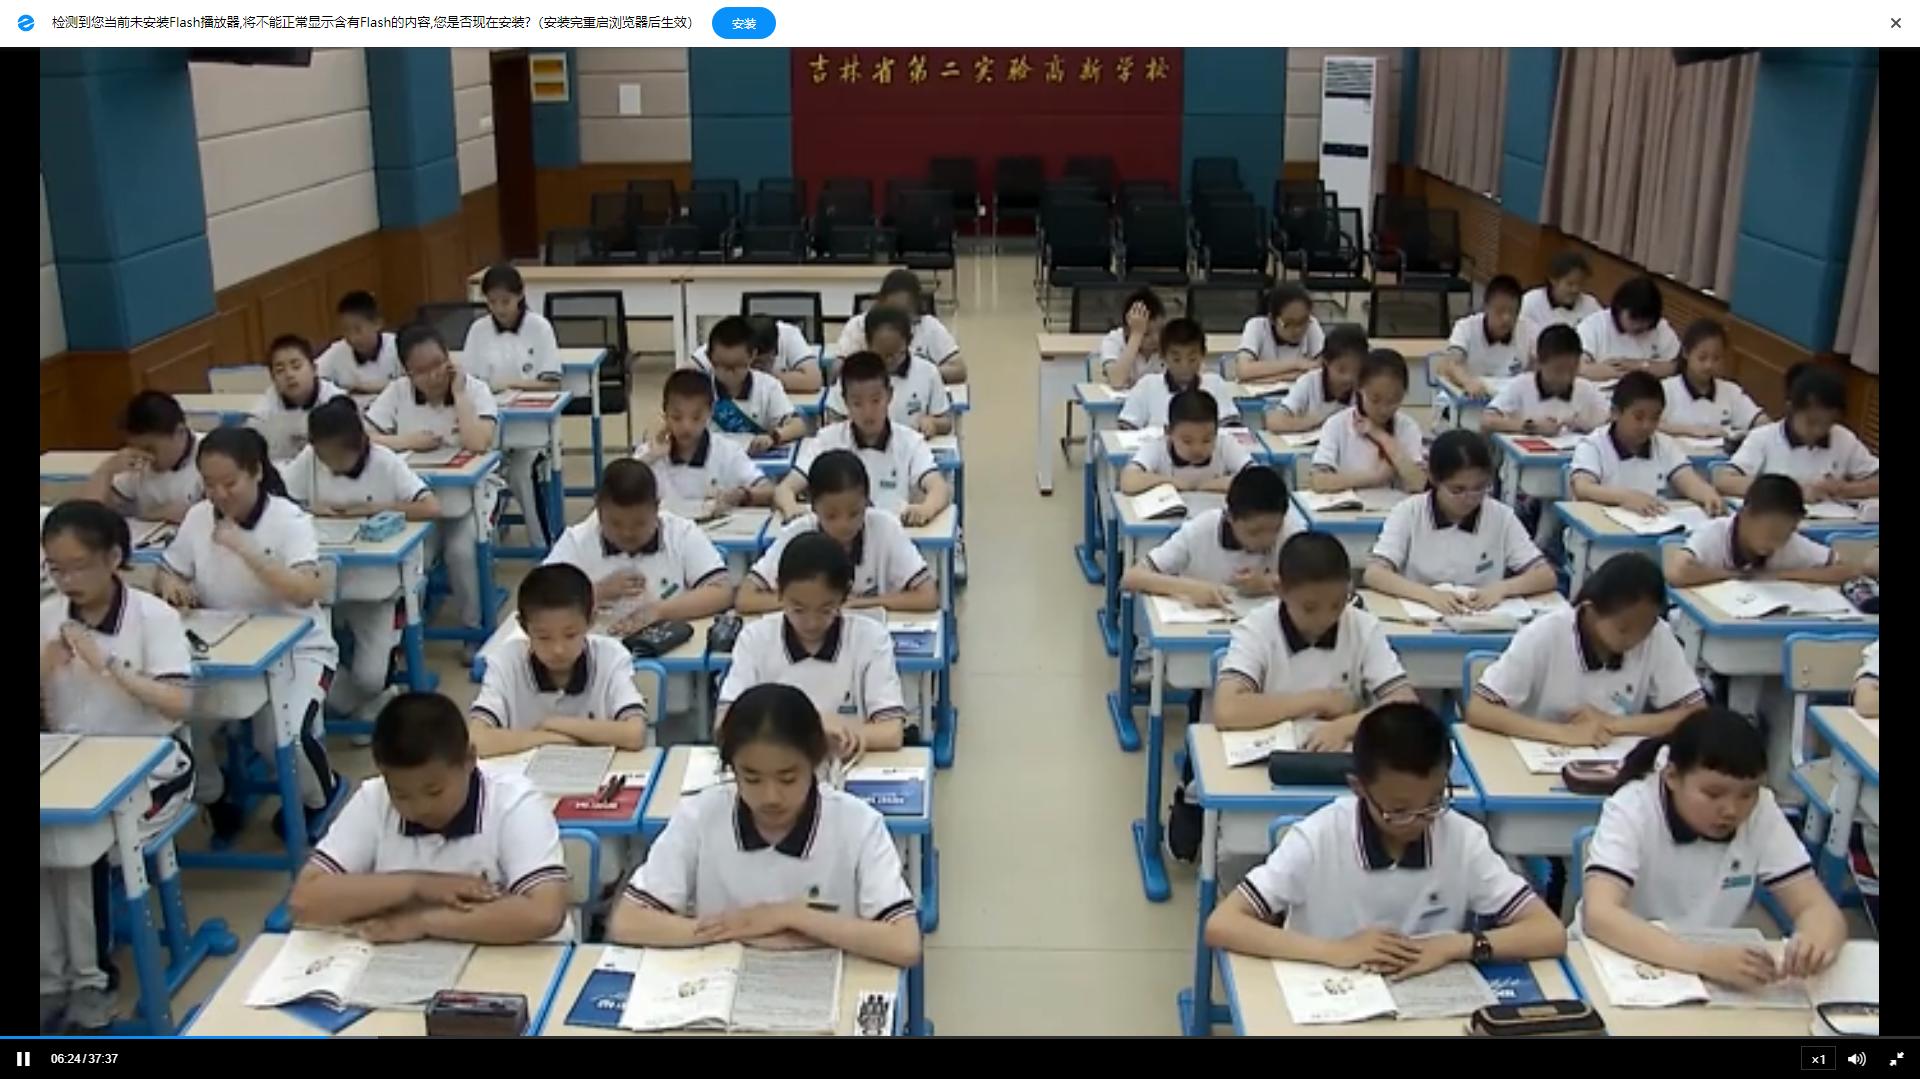 检测到您当前未安装Flash播放器,将不能正常显示含有Flash的内容,您是否现在安装?（安装完重启浏览器后生效）
安装
吉林省第二实验高新学校
06:24/37:37
×1